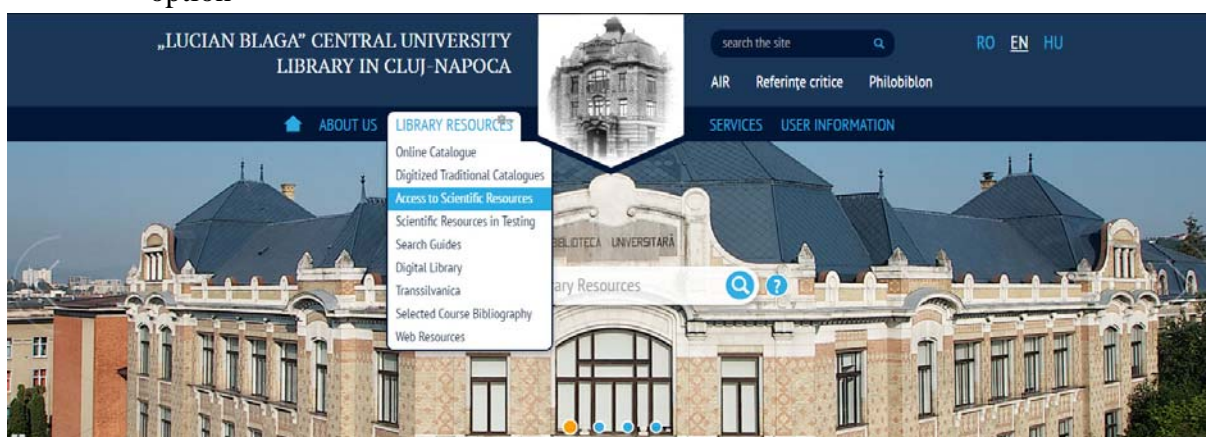 option
„LUCIAN BLAGA” CENTRAL UNIVERSITY
LIBRARY IN CLUJ-NAPOCA
search the site
RO EN HU
AIR Referințe critice Philobiblon
ABOUT US LIBRARY RESOURCES SERVICES USER INFORMATION
Online Catalogue
Digitized Traditional Catalogues
Access to Scientific Resources
Scientific Resources in Testing
Search Guides
Digital Library
Transsilvanica
Selected Course Bibliography
Web Resources
BIBLIOTECA UNIVERSITARĂ
ary Resources
?